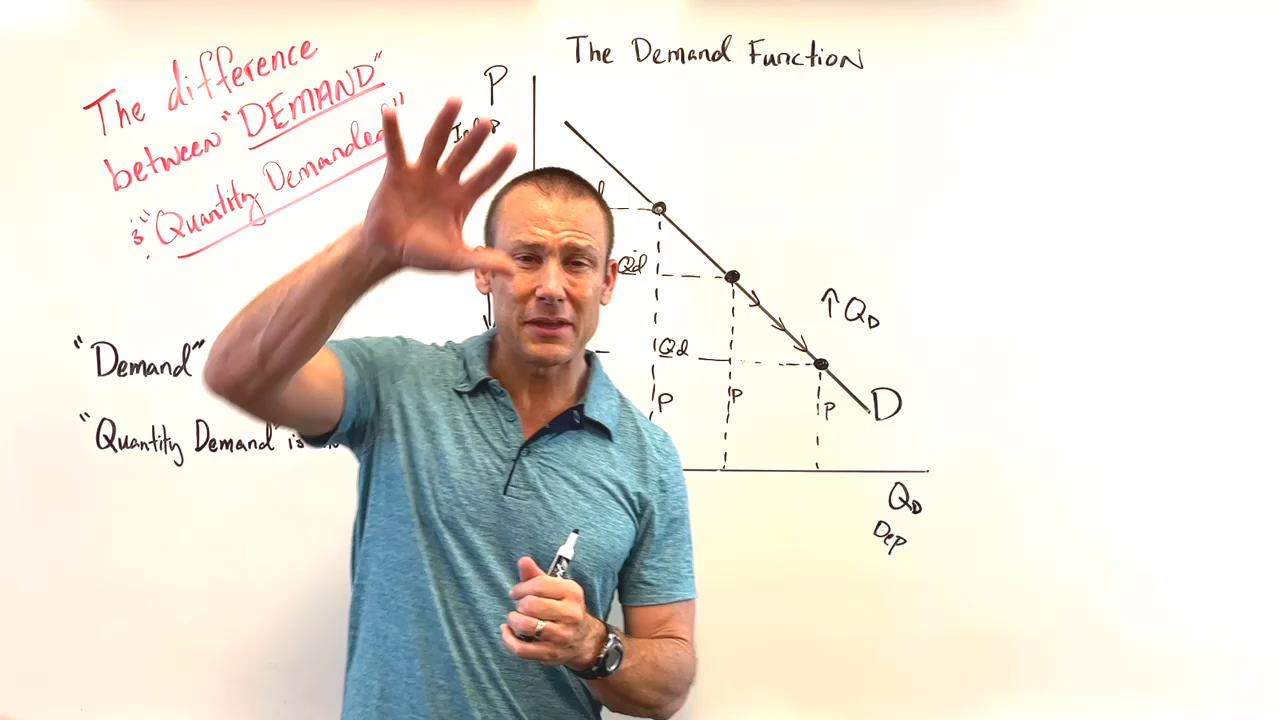 The difference
between "DEMAND"
& "Quantity Demanded"
The Demand Function
P
Qd
↑ QD
Qd
P
P
P
D
"Demand"
"Quantity Demand" is
QD
Dep